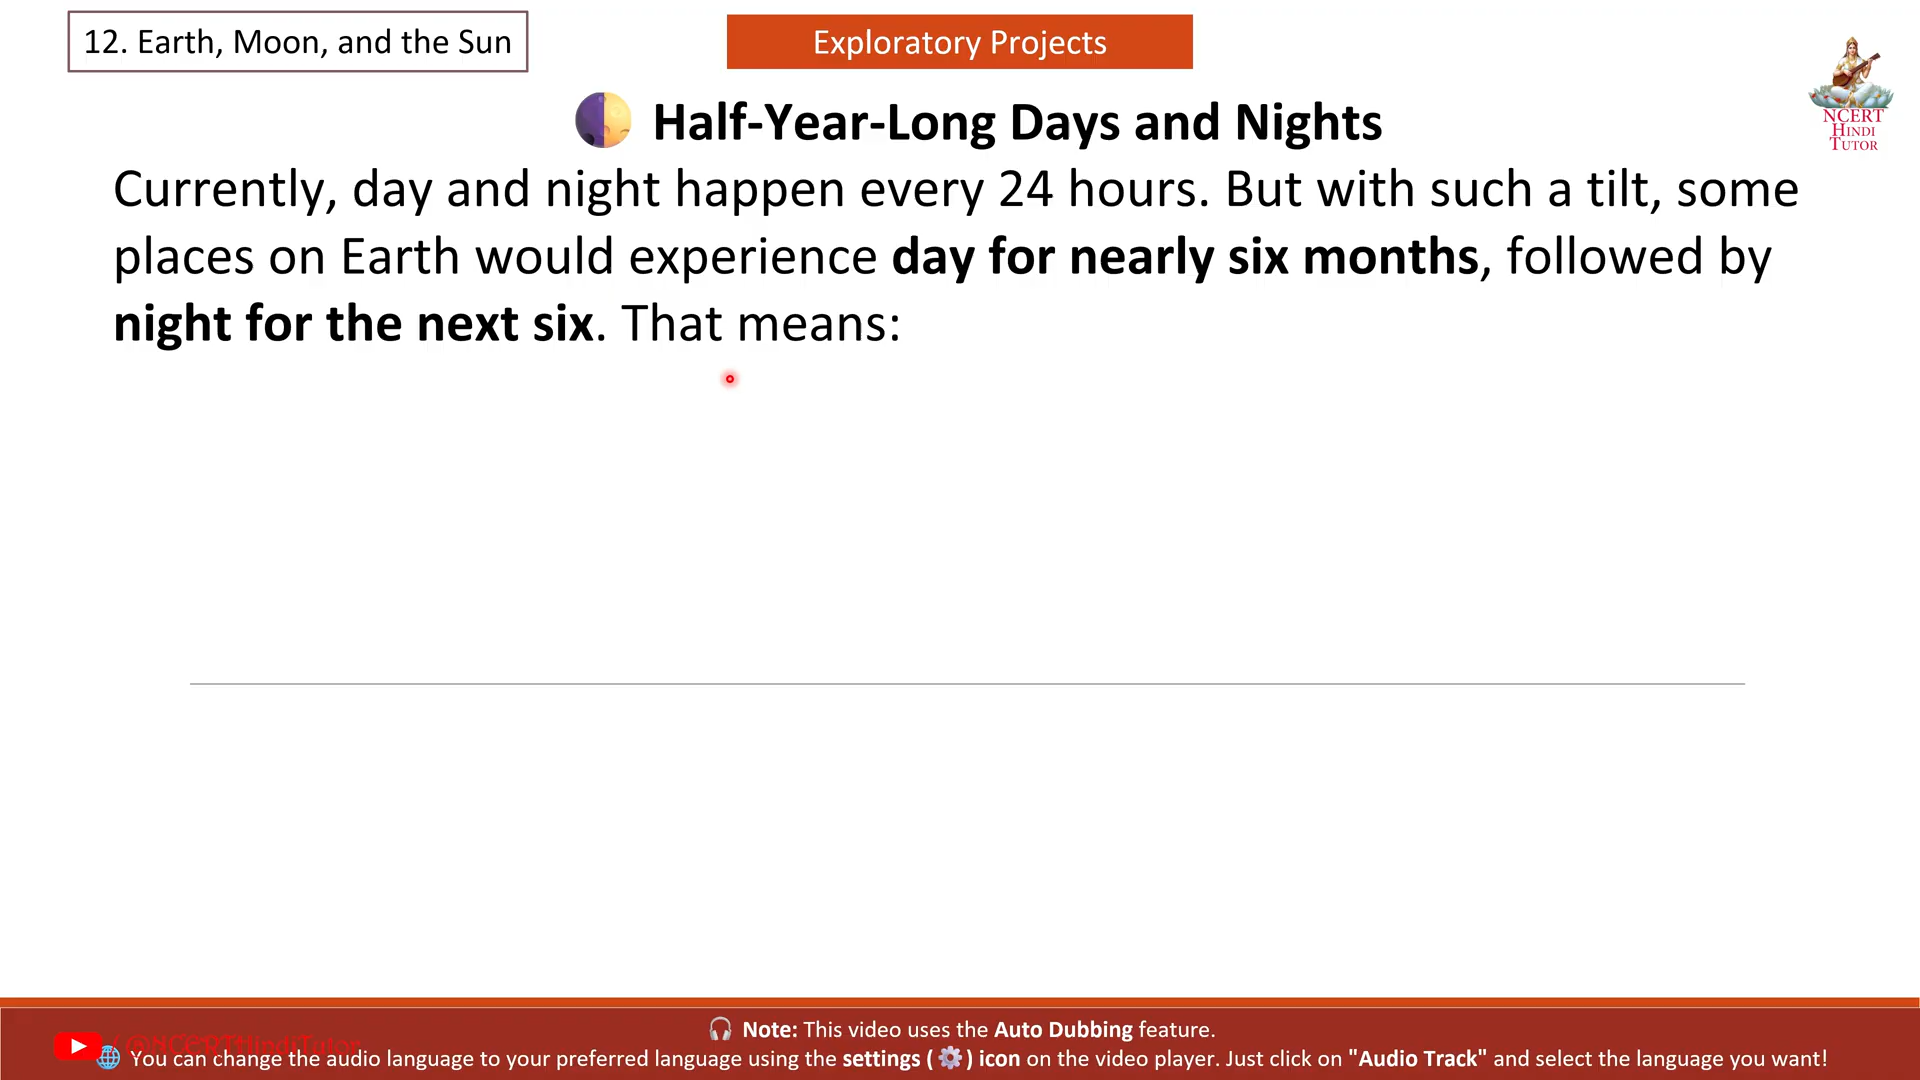 12. Earth, Moon, and the Sun
Exploratory Projects
NCERT
HINDI
TUTOR
Half-Year-Long Days and Nights
Currently, day and night happen every 24 hours. But with such a tilt, some
places on Earth would experience day for nearly six months, followed by
night for the next six. That means:
Note: This video uses the Auto Dubbing feature.
You can change the audio language to your preferred language using the settings ( ⚙ ) icon on the video player. Just click on "Audio Track" and select the language you want!